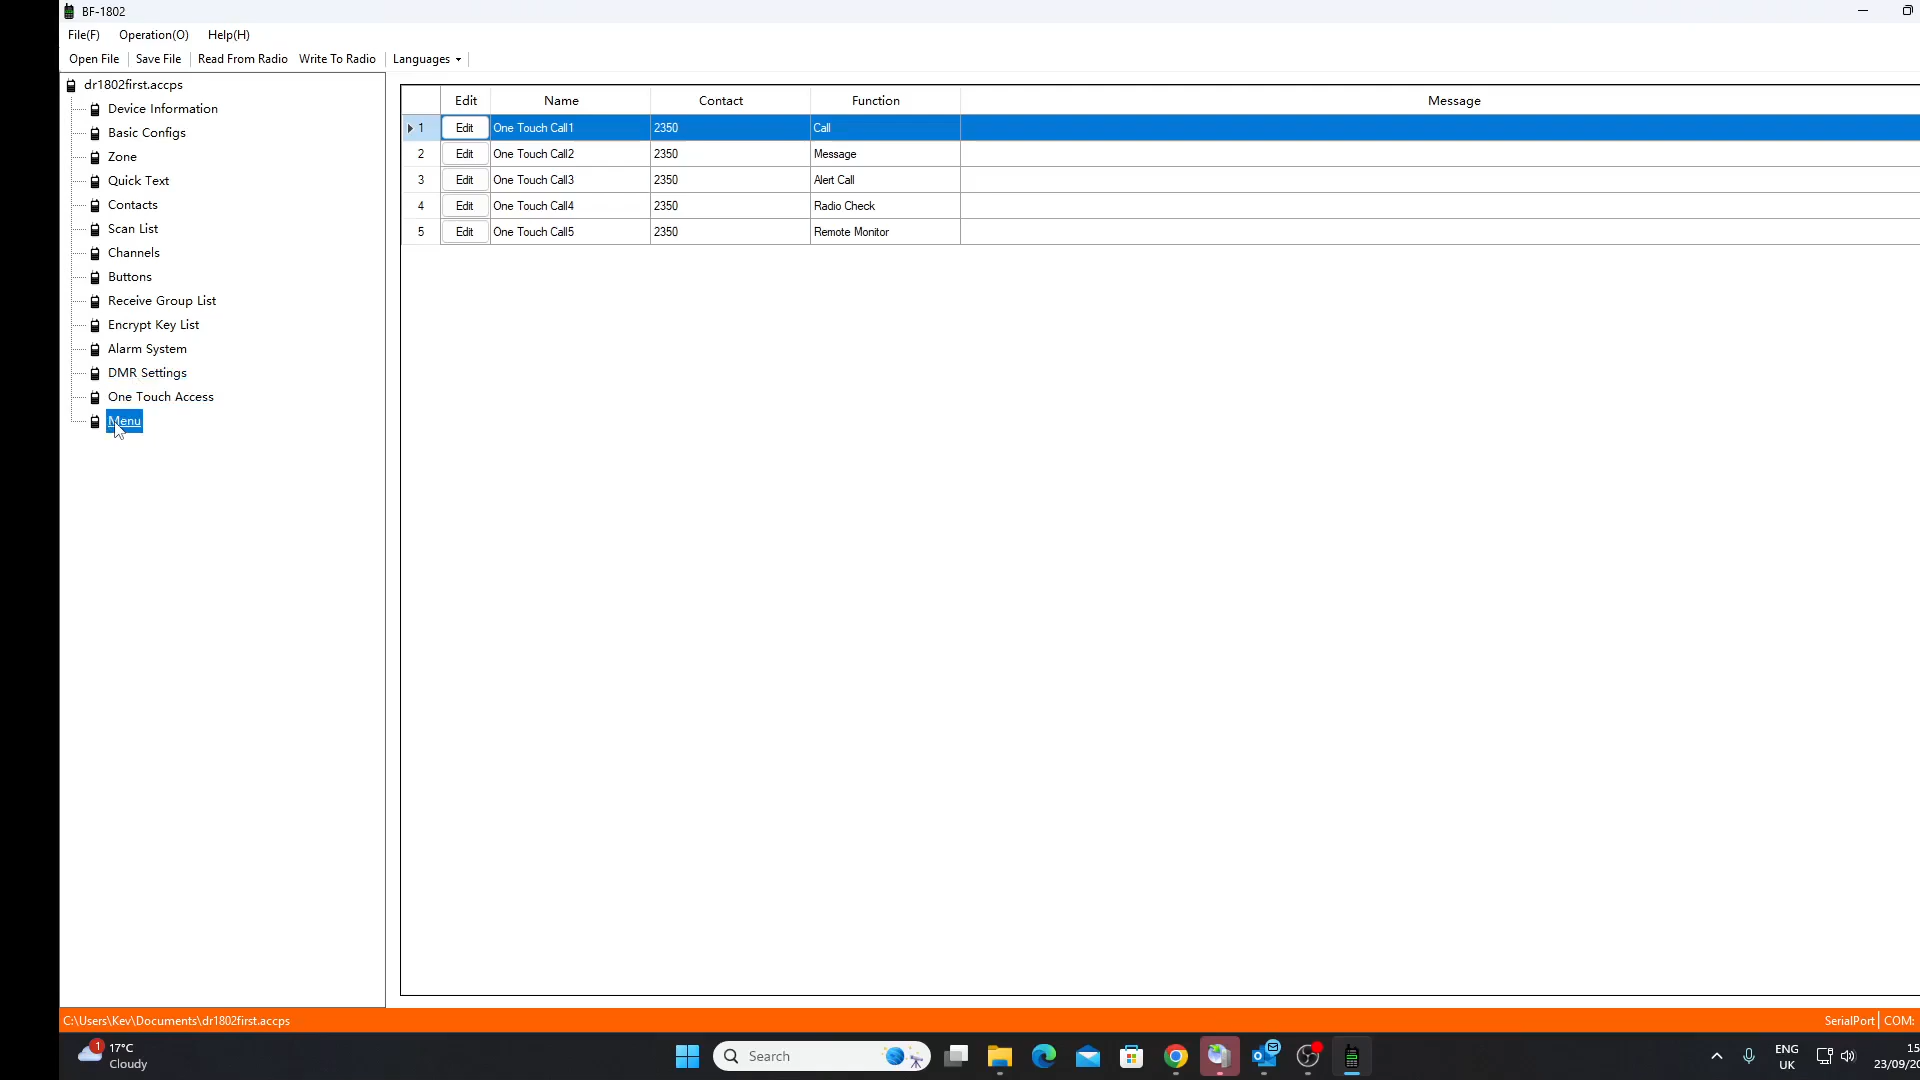 BF-1802
File(F) Operation(O) Help(H)
Open File Save File Read From Radio Write To Radio Languages
dr1802first.accps
Device Information
Basic Configs
Zone
Quick Text
Contacts
Scan List
Channels
Buttons
Receive Group List
Encrypt Key List
Alarm System
DMR Settings
One Touch Access
Menu
Edit Name Contact Function Message
1 Edit One Touch Call1 2350 Call
2 Edit One Touch Call2 2350 Message
3 Edit One Touch Call3 2350 Alert Call
4 Edit One Touch Call4 2350 Radio Check
5 Edit One Touch Call5 2350 Remote Monitor
C:\Users\Kev\Documents\dr1802first.accps SerialPort COM:
1 17°C
Cloudy
Search
ENG
UK
15
23/09/20